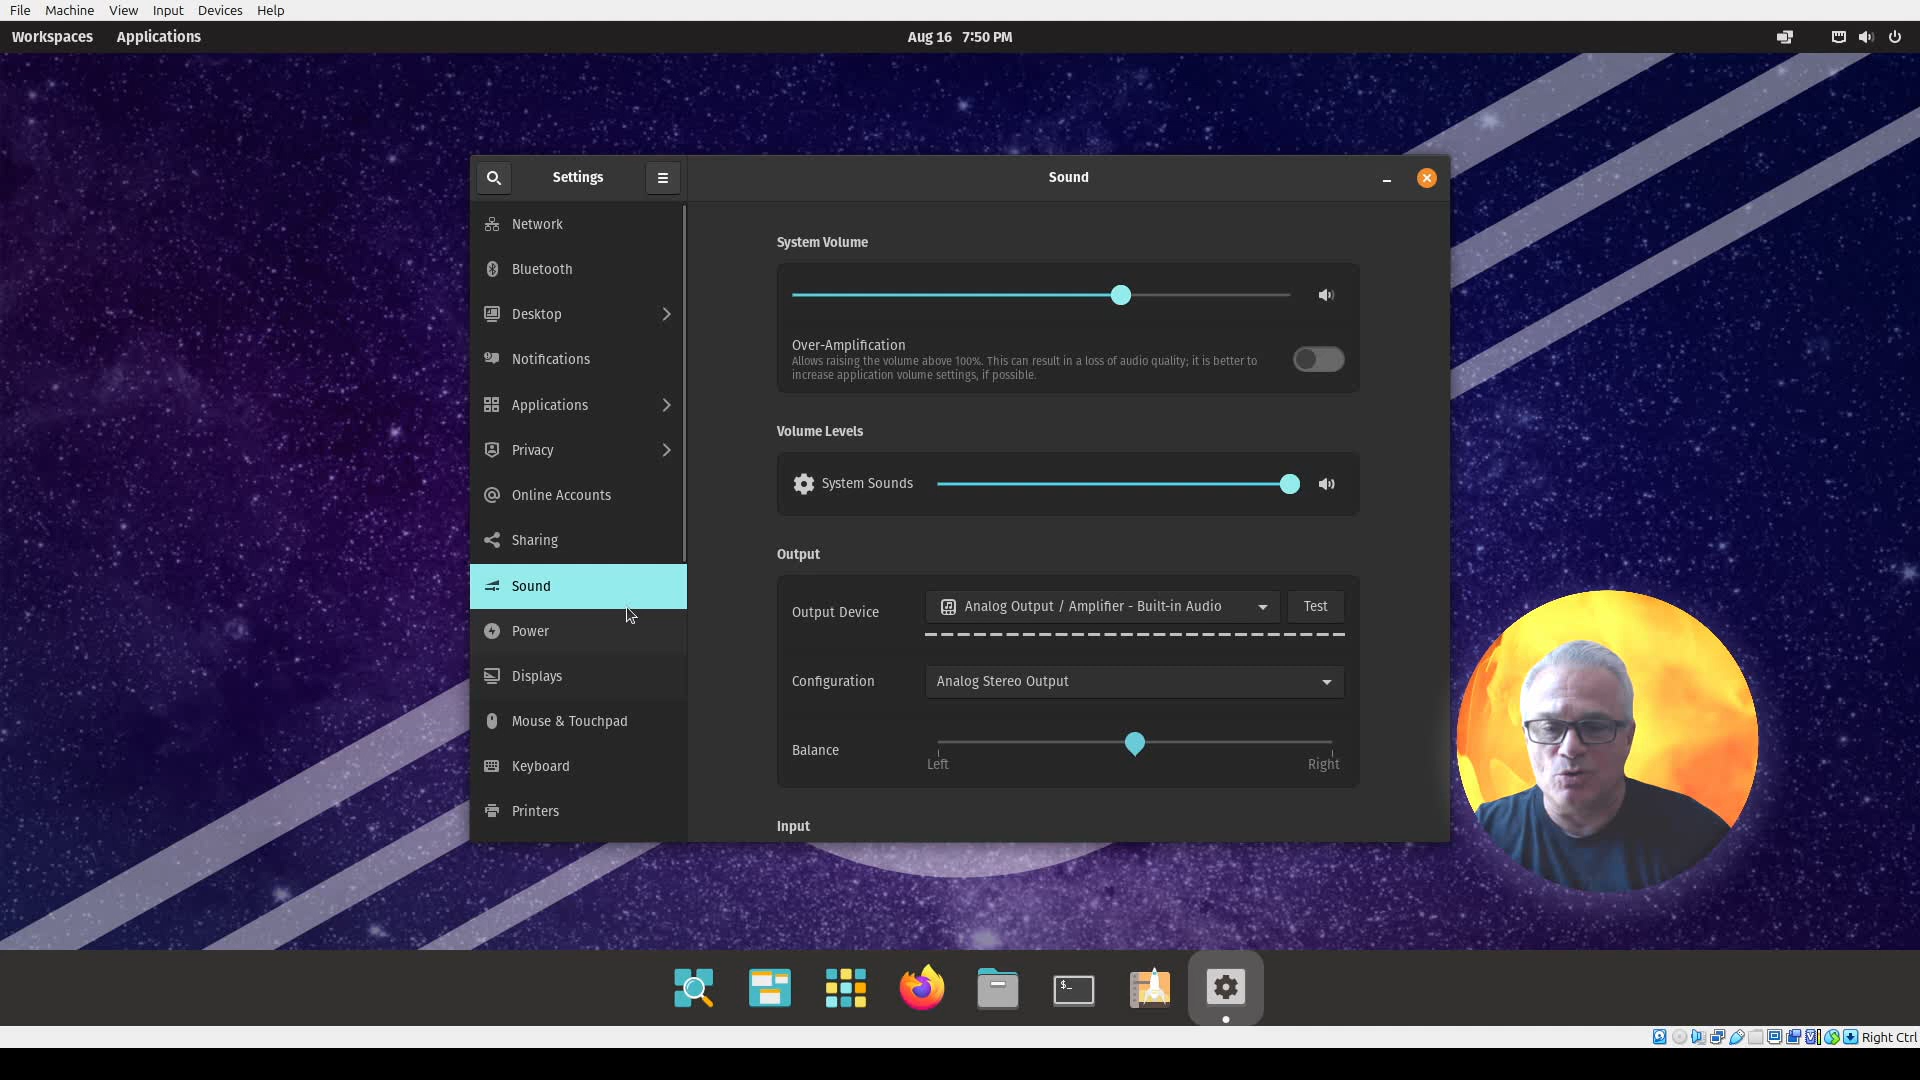 File Machine View Input Devices Help
Workspaces Applications
Aug 16 7:50 PM
Settings
Sound
Network
Bluetooth
Desktop
Notifications
Applications
Privacy
Online Accounts
Sharing
Sound
Power
Displays
Mouse & Touchpad
Keyboard
Printers
System Volume
Over-Amplification
Allows raising the volume above 100%. This can result in a loss of audio quality; it is better to
increase application volume settings, if possible.
Volume Levels
System Sounds
Output
Output Device
Analog Output / Amplifier - Built-in Audio
Test
Configuration
Analog Stereo Output
Balance
Left
Right
Input
$_
Right Ctrl